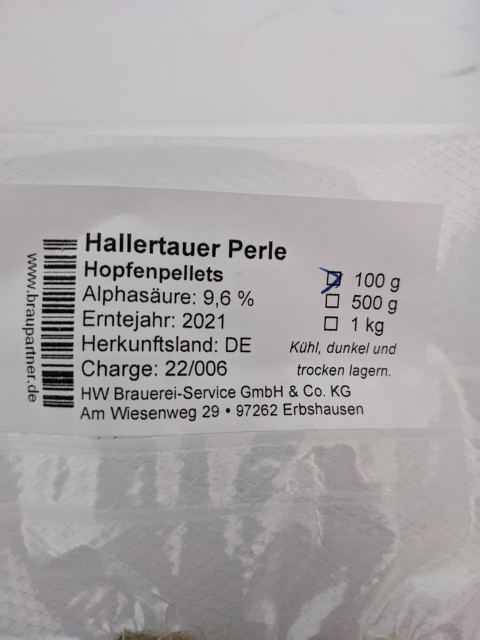 Hallertauer Perle
Hopfenpellets
Alphasäure: 9,6 %
Erntejahr: 2021
Herkunftsland: DE
Charge: 22/006
HW Brauerei-Service GmbH & Co. KG
Am Wiesenweg 29 • 97262 Erbshausen
100 g
500 g
1 kg
Kühl, dunkel und
trocken lagern.
www.braupartner.de